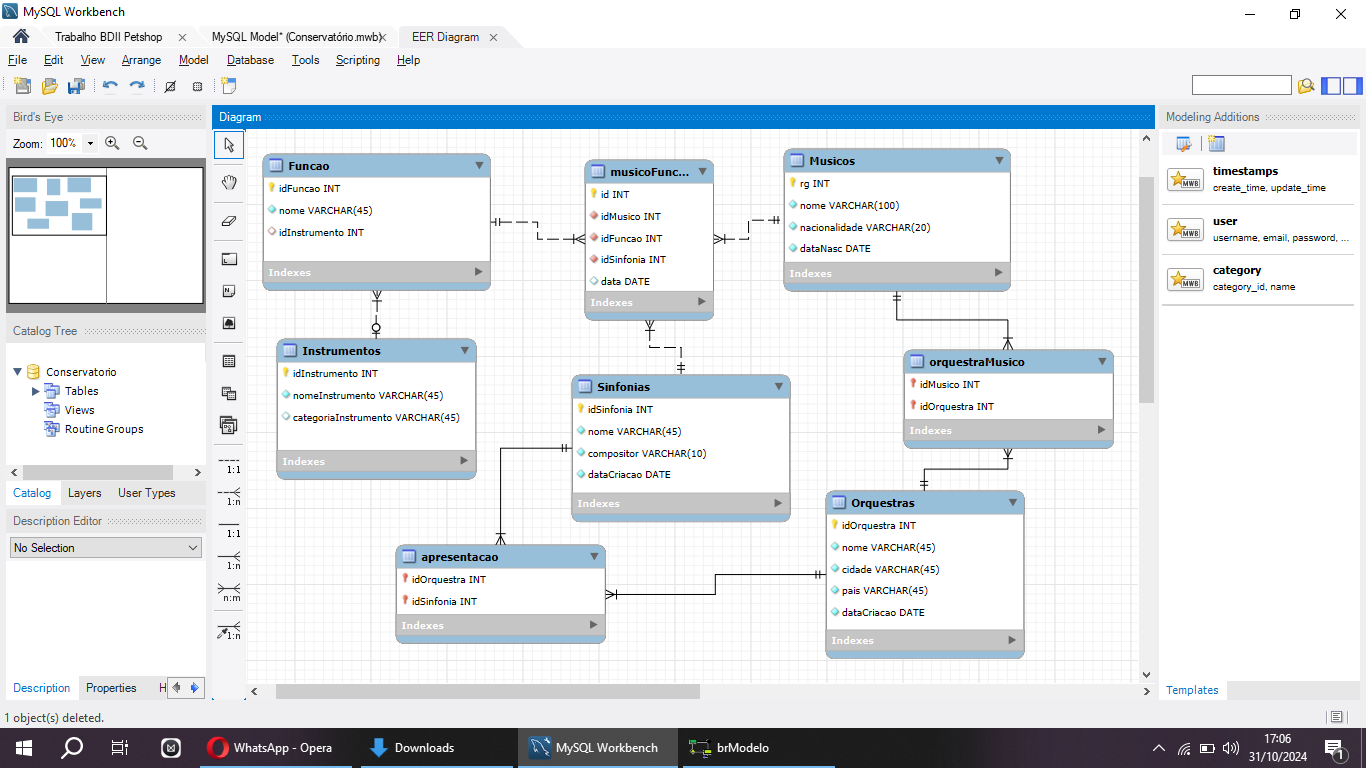 MySQL Workbench
Trabalho BDII Petshop
MySQL Model* (Conservatório.mwb)
EER Diagram
File Edit View Arrange Model Database Tools Scripting Help
Bird's Eye
Zoom: 100%
Catalog Tree
Conservatorio
Tables
Views
Routine Groups
Catalog Layers User Types
Description Editor
No Selection
Description Properties H
Diagram
1:1
1:n
1:1
1:n
n:m
1:n
Funcao
idFuncao INT
nome VARCHAR(45)
idInstrumento INT
Indexes
musicoFunc...
id INT
idMusico INT
idFuncao INT
idSinfonia INT
data DATE
Indexes
Musicos
rg INT
nome VARCHAR(100)
nacionalidade VARCHAR(20)
dataNasc DATE
Indexes
Instrumentos
idInstrumento INT
nomeInstrumento VARCHAR(45)
categoriaInstrumento VARCHAR(45)
Indexes
Sinfonias
idSinfonia INT
nome VARCHAR(45)
compositor VARCHAR(10)
dataCriacao DATE
Indexes
orquestraMusico
idMusico INT
idOrquestra INT
Indexes
apresentacao
idOrquestra INT
idSinfonia INT
Indexes
Orquestras
idOrquestra INT
nome VARCHAR(45)
cidade VARCHAR(45)
pais VARCHAR(45)
dataCriacao DATE
Indexes
Modeling Additions
timestamps
create_time, update_time
user
username, email, password, ...
category
category_id, name
MWB
MWB
MWB
Templates
1 object(s) deleted.
WhatsApp - Opera
Downloads
MySQL Workbench
brModelo
17:06
31/10/2024
1